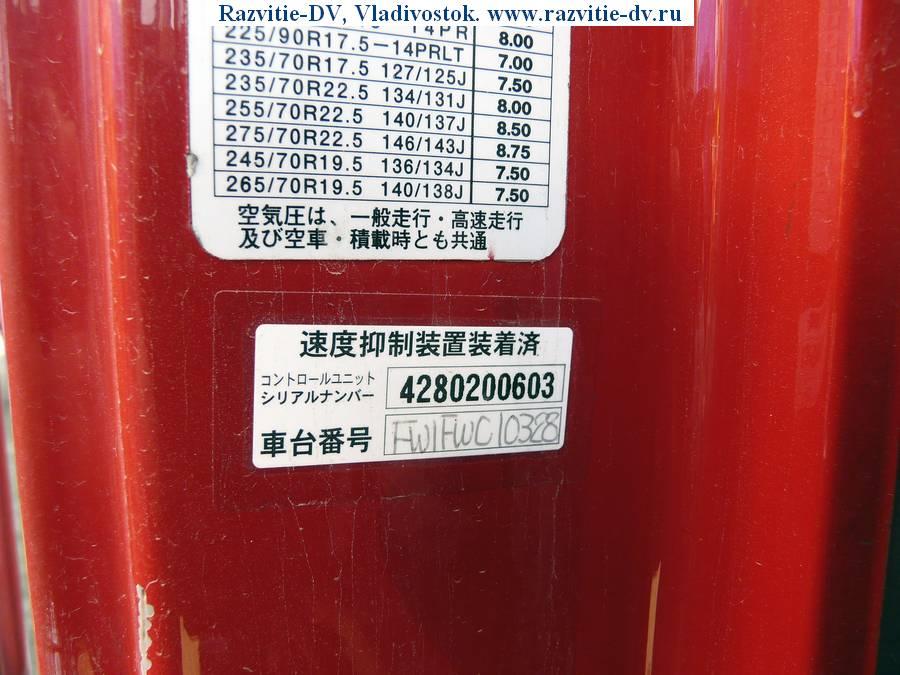 Razvitie-DV, Vladivostok. www.razvitie-dv.ru
14PR 8.00
225/90R17.5－14PRLT 7.00
235/70R17.5 127/125J 7.50
235/70R22.5 134/131J 8.00
255/70R22.5 140/137J 8.50
275/70R22.5 146/143J 8.75
245/70R19.5 136/134J 7.50
265/70R19.5 140/138J 7.50
空気圧は、一般走行・高速走行
及び空車・積載時とも共通
速度抑制装置装着済
コントロールユニット
シリアルナンバー 4280200603
車台番号 FW1FWC10328